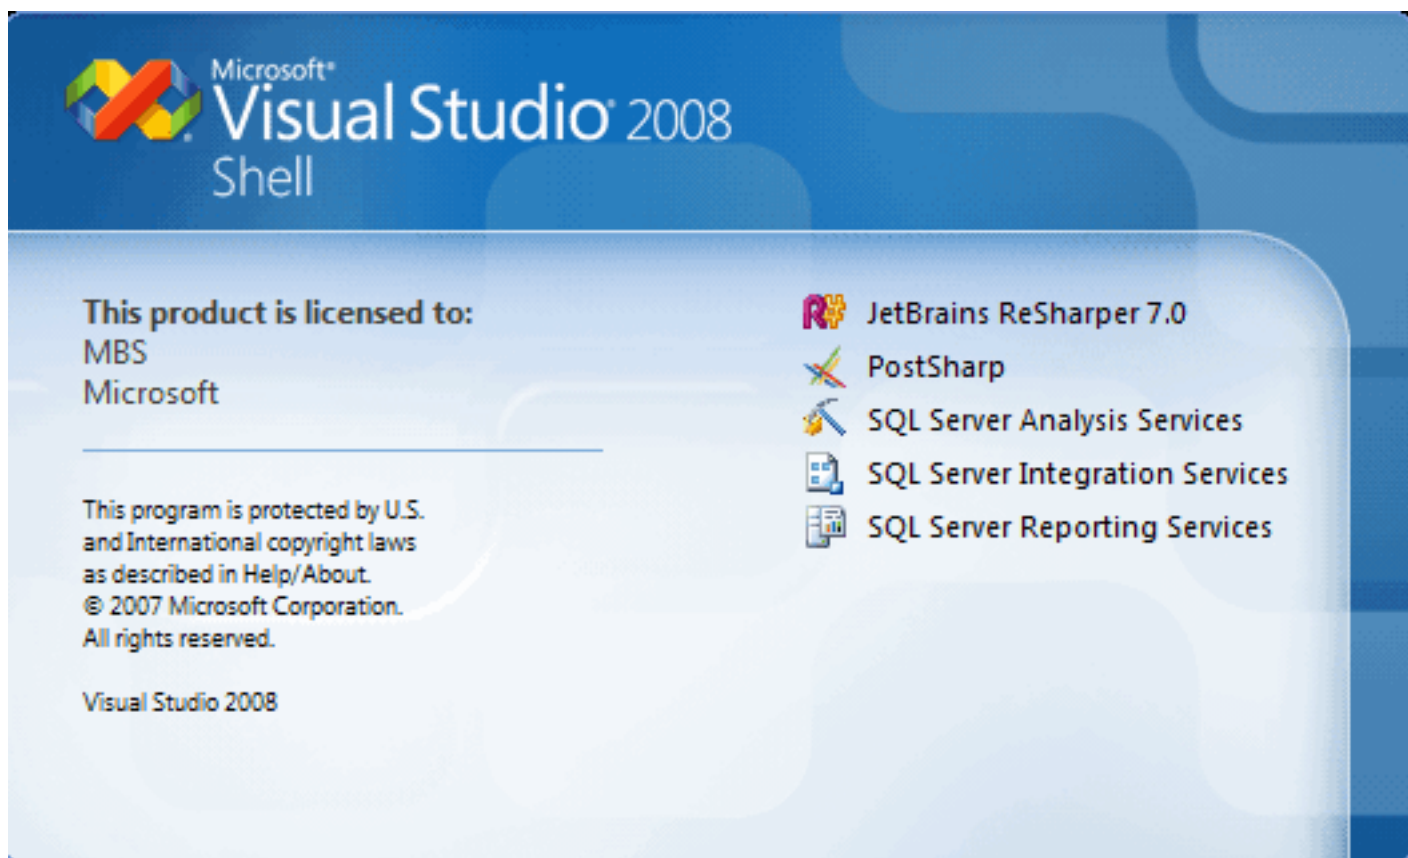 Microsoft®
Visual Studio® 2008
Shell
This product is licensed to:
MBS
Microsoft
This program is protected by U.S.
and International copyright laws
as described in Help/About.
© 2007 Microsoft Corporation.
All rights reserved.
Visual Studio 2008
JetBrains ReSharper 7.0
PostSharp
SQL Server Analysis Services
SQL Server Integration Services
SQL Server Reporting Services